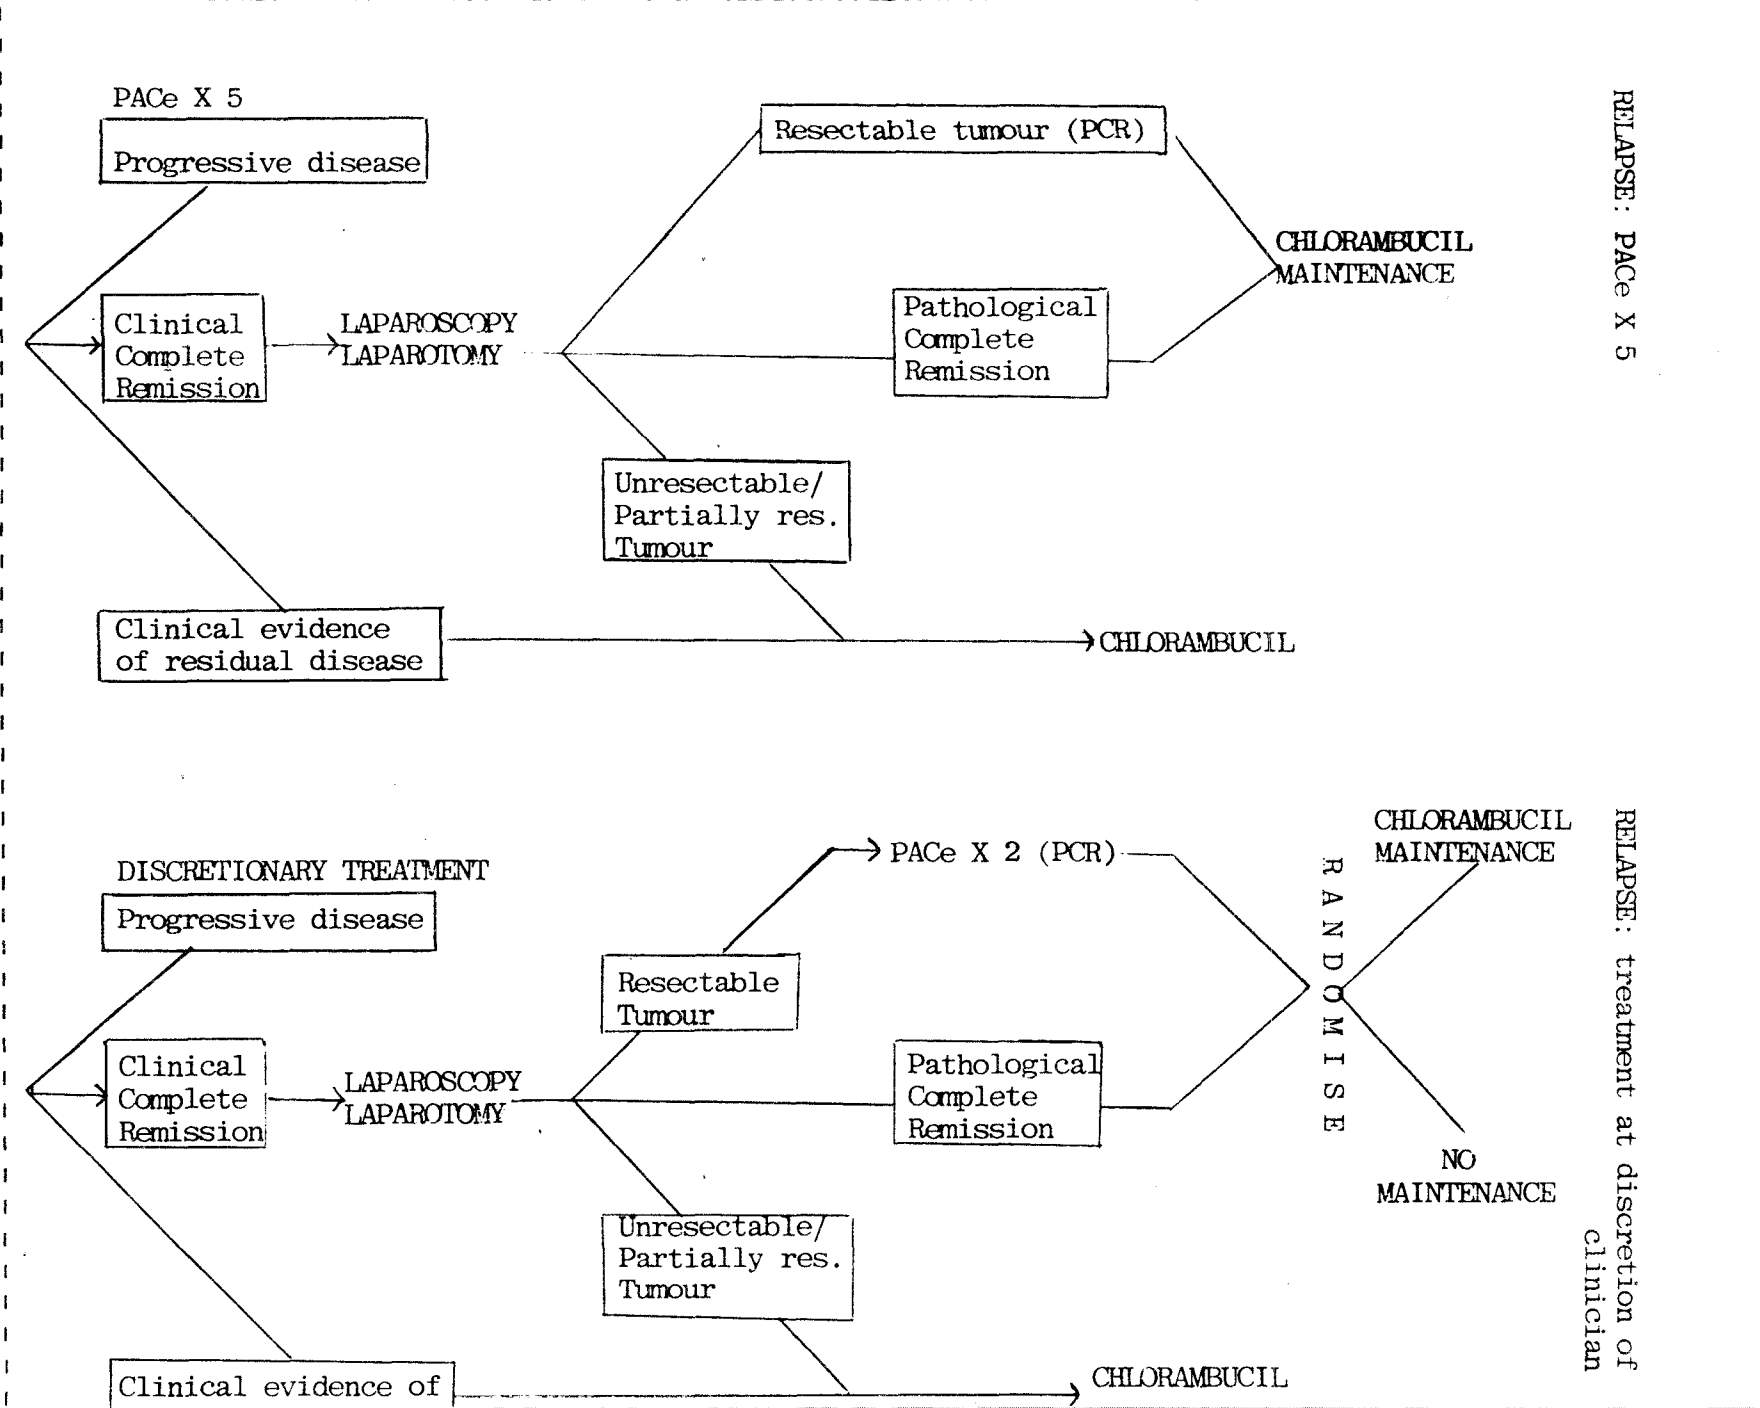 PACe X 5
Progressive disease
Resectable tumour (PCR)
CHLORAMBUCIL
MAINTENANCE
Clinical
Complete
Remission
LAPAROSCOPY
LAPAROTOMY
Pathological
Complete
Remission
Unresectable/
Partially res.
Tumour
Clinical evidence
of residual disease
CHLORAMBUCIL
RELAPSE: PACe X 5
DISCRETIONARY TREATMENT
Progressive disease
PACe X 2 (PCR)
Resectable
Tumour
Clinical
Complete
Remission
LAPAROSCOPY
LAPAROTOMY
Pathological
Complete
Remission
RANDOMISE
CHLORAMBUCIL
MAINTENANCE
NO
MAINTENANCE
Unresectable/
Partially res.
Tumour
Clinical evidence of
CHLORAMBUCIL
RELAPSE: treatment at discretion of
clinician